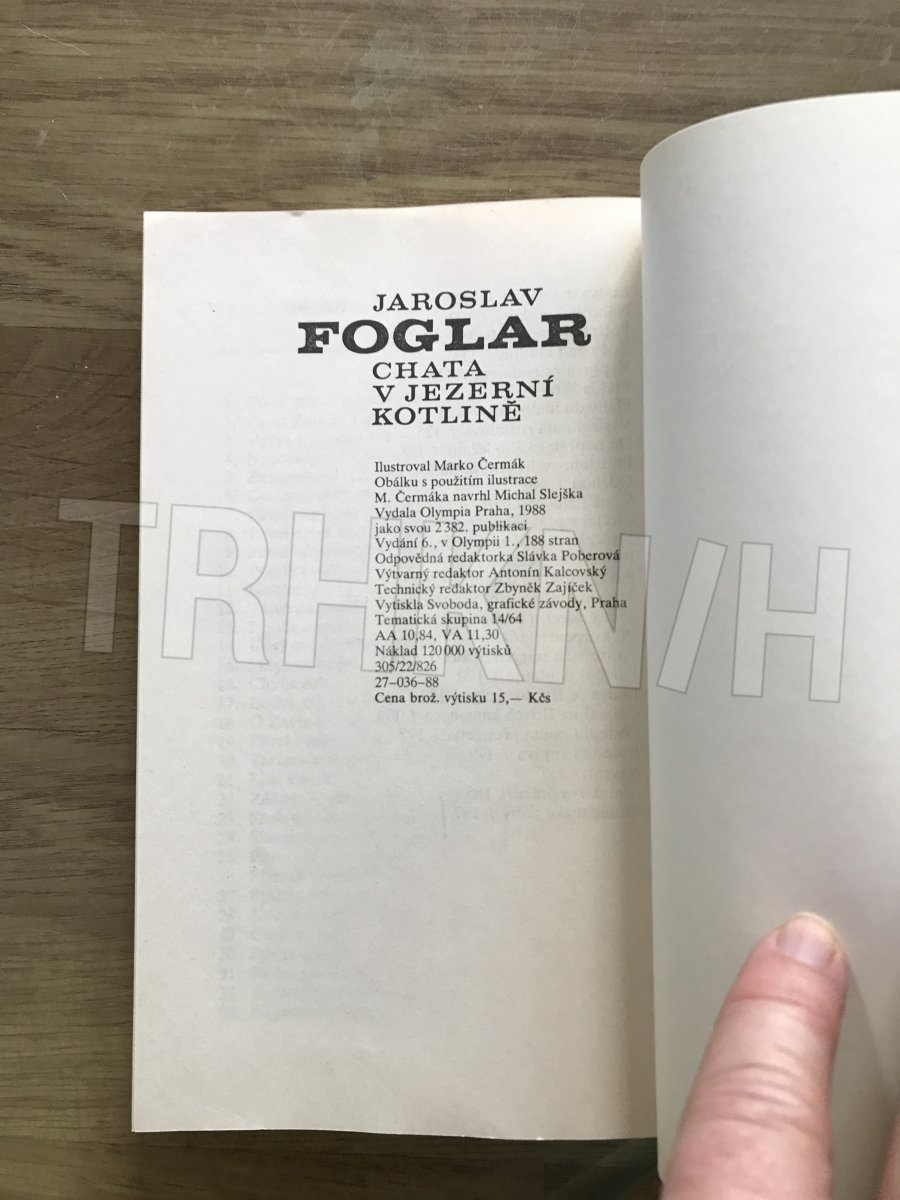 JAROSLAV
FOGLAR
CHATA
V JEZERNÍ
KOTLINĚ
Ilustroval Marko Čermák
Obálku s použitím ilustrace
M. Čermáka navrhl Michal Slejška
Vydala Olympia Praha, 1988
jako svou 2 382. publikaci
Vydání 6., v Olympii 1., 188 stran
Odpovědná redaktorka Slávka Poberová
Výtvarný redaktor Antonín Kalcovský
Technický redaktor Zbyněk Zajíček
Vytiskla Svoboda, grafické závody, Praha
Tematická skupina 14/64
AA 10,84, VA 11,30
Náklad 120 000 výtisků
305/22/826
27–036–88
Cena brož. výtisku 15,— Kčs